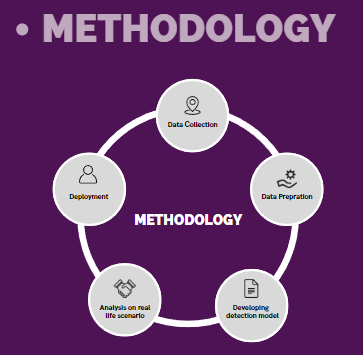 • METHODOLOGY
Data Collection
Deployment
Data Prepration
METHODOLOGY
Analysis on real
life scenario
Developing
detection model